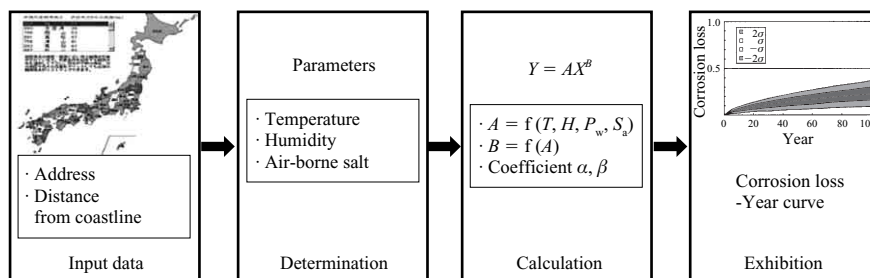 · Address
· Distance
from coastline
Input data
Parameters
· Temperature
· Humidity
· Air-borne salt
Determination
Y = AX^B
· A = f (T, H, P_w, S_a)
· B = f (A)
· Coefficient α, β
Calculation
Corrosion loss
1.0
0.5
0
2σ
σ
−σ
−2σ
0 20 40 60 80 100
Year
Corrosion loss
-Year curve
Exhibition